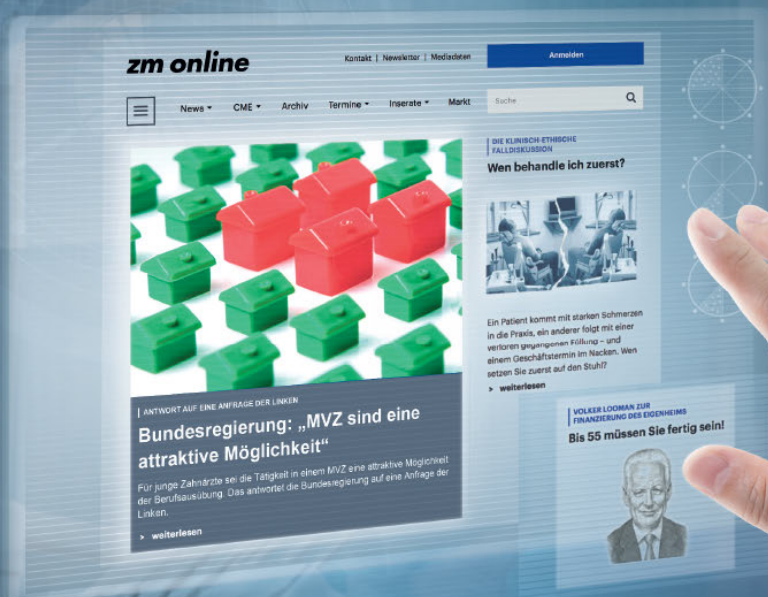 zm online
Kontakt | Newsletter | Mediadaten
Anmelden
News
CME
Archiv
Termine
Inserate
Markt
Suche
ANTWORT AUF EINE ANFRAGE DER LINKEN
Bundesregierung: „MVZ sind eine
attraktive Möglichkeit“
Für junge Zahnärzte sei die Tätigkeit in einem MVZ eine attraktive Möglichkeit
der Berufsausübung. Das antwortet die Bundesregierung auf eine Anfrage der
Linken.
> weiterlesen
DIE KLINISCH-ETHISCHE
FALLDISKUSSION
Wen behandle ich zuerst?
Ein Patient kommt mit starken Schmerzen
in die Praxis, ein anderer folgt mit einer
verloren gegangenen Füllung – und
einem Geschäftstermin im Nacken. Wen
setzen Sie zuerst auf den Stuhl?
> weiterlesen
VOLKER LOOMAN ZUR
FINANZIERUNG DES EIGENHEIMS
Bis 55 müssen Sie fertig sein!